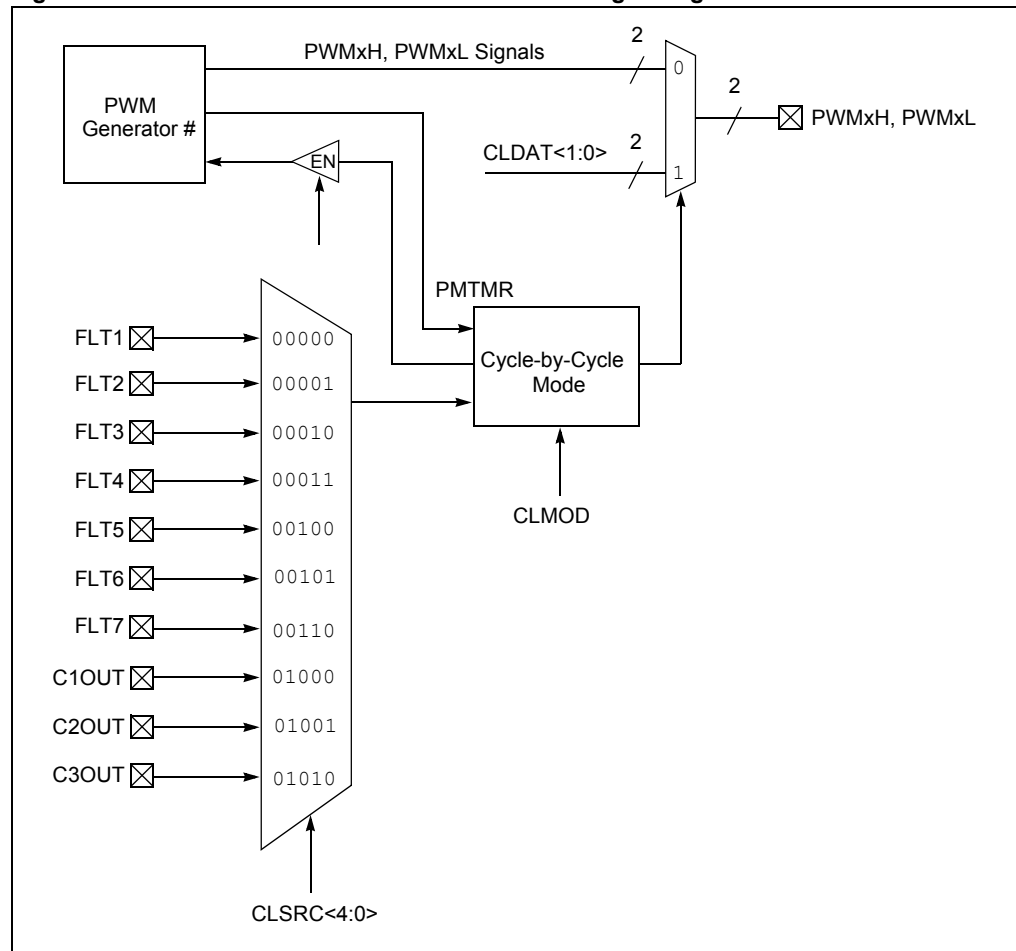 PWMxH, PWMxL Signals
2
0
PWM
Generator #
2
PWMxH, PWMxL
EN
CLDAT<1:0>
2
1
PMTMR
Cycle-by-Cycle
Mode
CLMOD
FLT1
00000
FLT2
00001
FLT3
00010
FLT4
00011
FLT5
00100
FLT6
00101
FLT7
00110
C1OUT
01000
C2OUT
01001
C3OUT
01010
CLSRC<4:0>